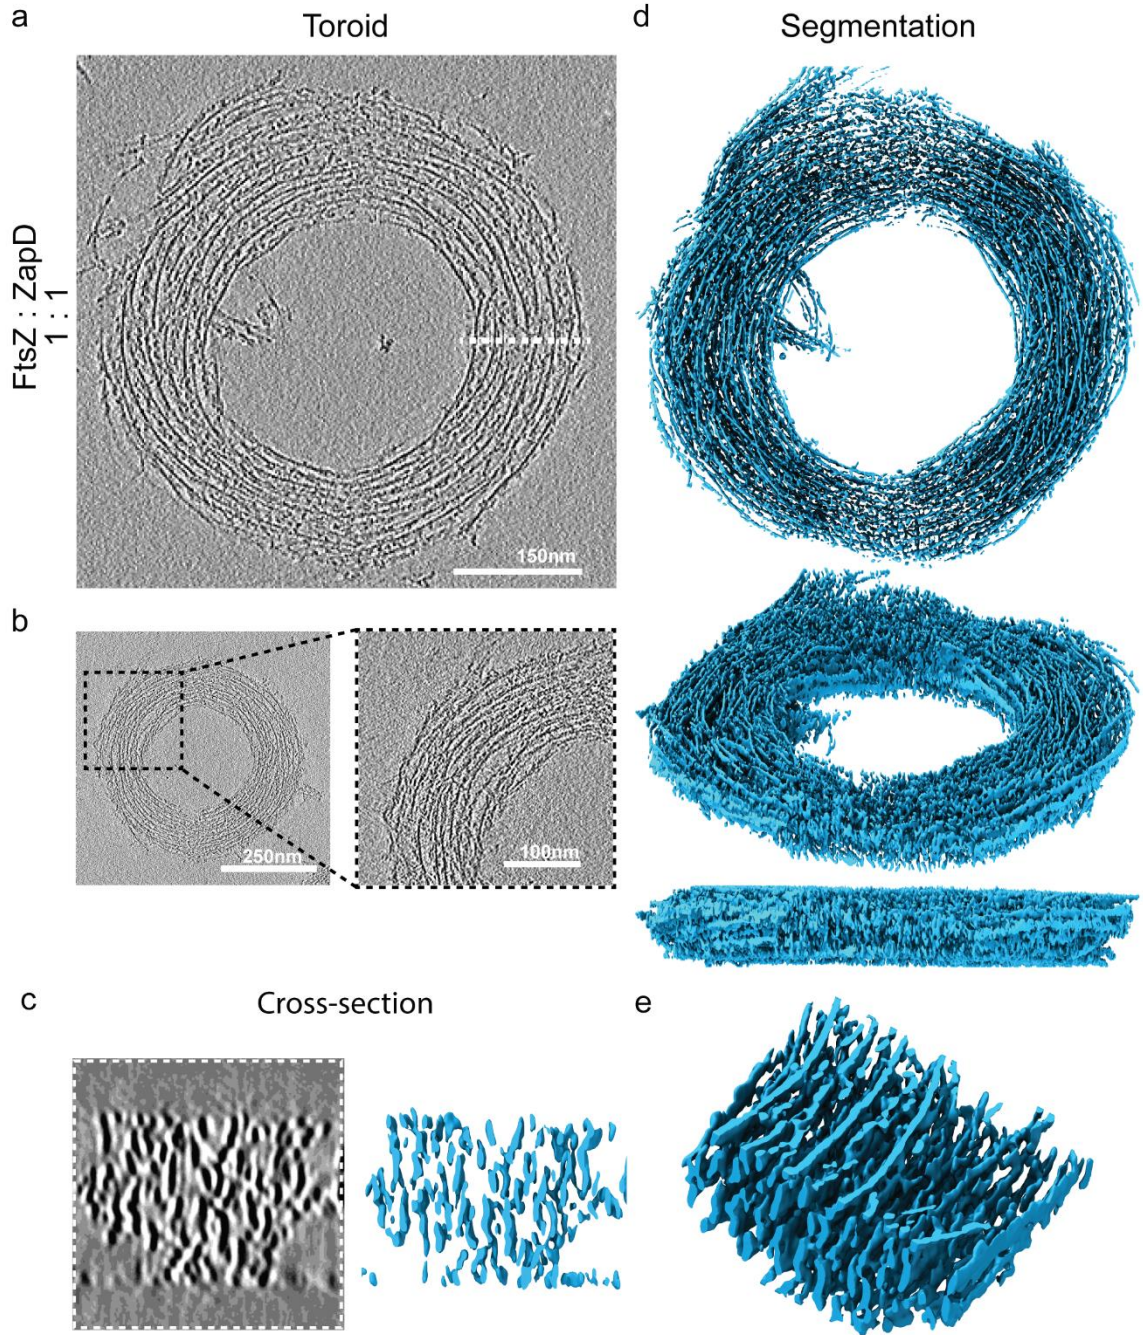 a
Toroid
d
Segmentation
FtsZ : ZapD
1 : 1
150nm
b
250nm
100nm
c
Cross-section
e